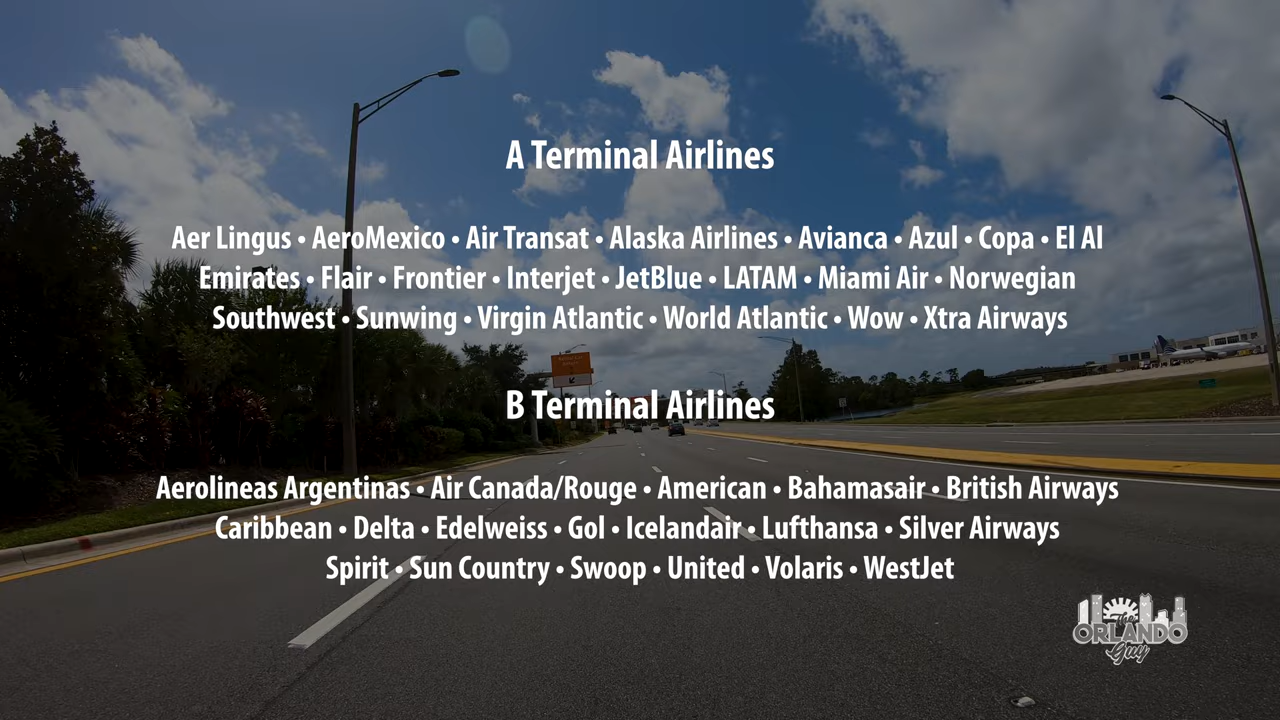 A Terminal Airlines
Aer Lingus • AeroMexico • Air Transat • Alaska Airlines • Avianca • Azul • Copa • El Al
Emirates • Flair • Frontier • Interjet • JetBlue • LATAM • Miami Air • Norwegian
Southwest • Sunwing • Virgin Atlantic • World Atlantic • Wow • Xtra Airways
B Terminal Airlines
Aerolineas Argentinas • Air Canada/Rouge • American • Bahamasair • British Airways
Caribbean • Delta • Edelweiss • Gol • Icelandair • Lufthansa • Silver Airways
Spirit • Sun Country • Swoop • United • Volaris • WestJet
The
ORLANDO
Guy